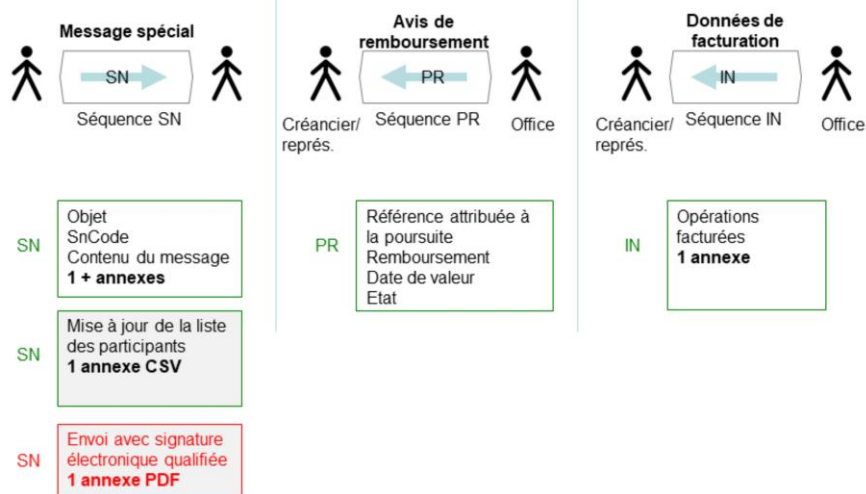 Message spécial
SN
Séquence SN
Avis de
remboursement
PR
Créancier/
représ.
Séquence PR
Office
Données de
facturation
IN
Créancier/
représ.
Séquence IN
Office
SN
Objet
SnCode
Contenu du message
1 + annexes
PR
Référence attribuée à
la poursuite
Remboursement
Date de valeur
Etat
IN
Opérations
facturées
1 annexe
SN
Mise à jour de la liste
des participants
1 annexe CSV
SN
Envoi avec signature
électronique qualifiée
1 annexe PDF